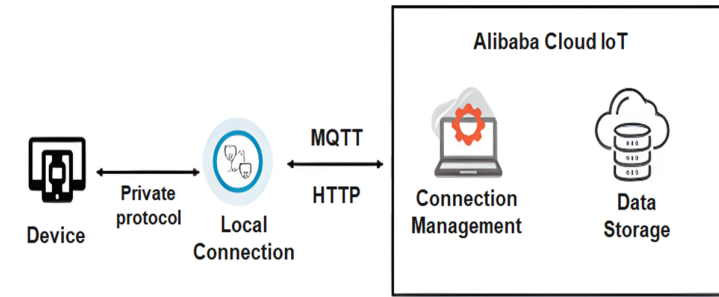 Alibaba Cloud IoT
MQTT
HTTP
Private
protocol
Device
Local
Connection
Connection
Management
Data
Storage